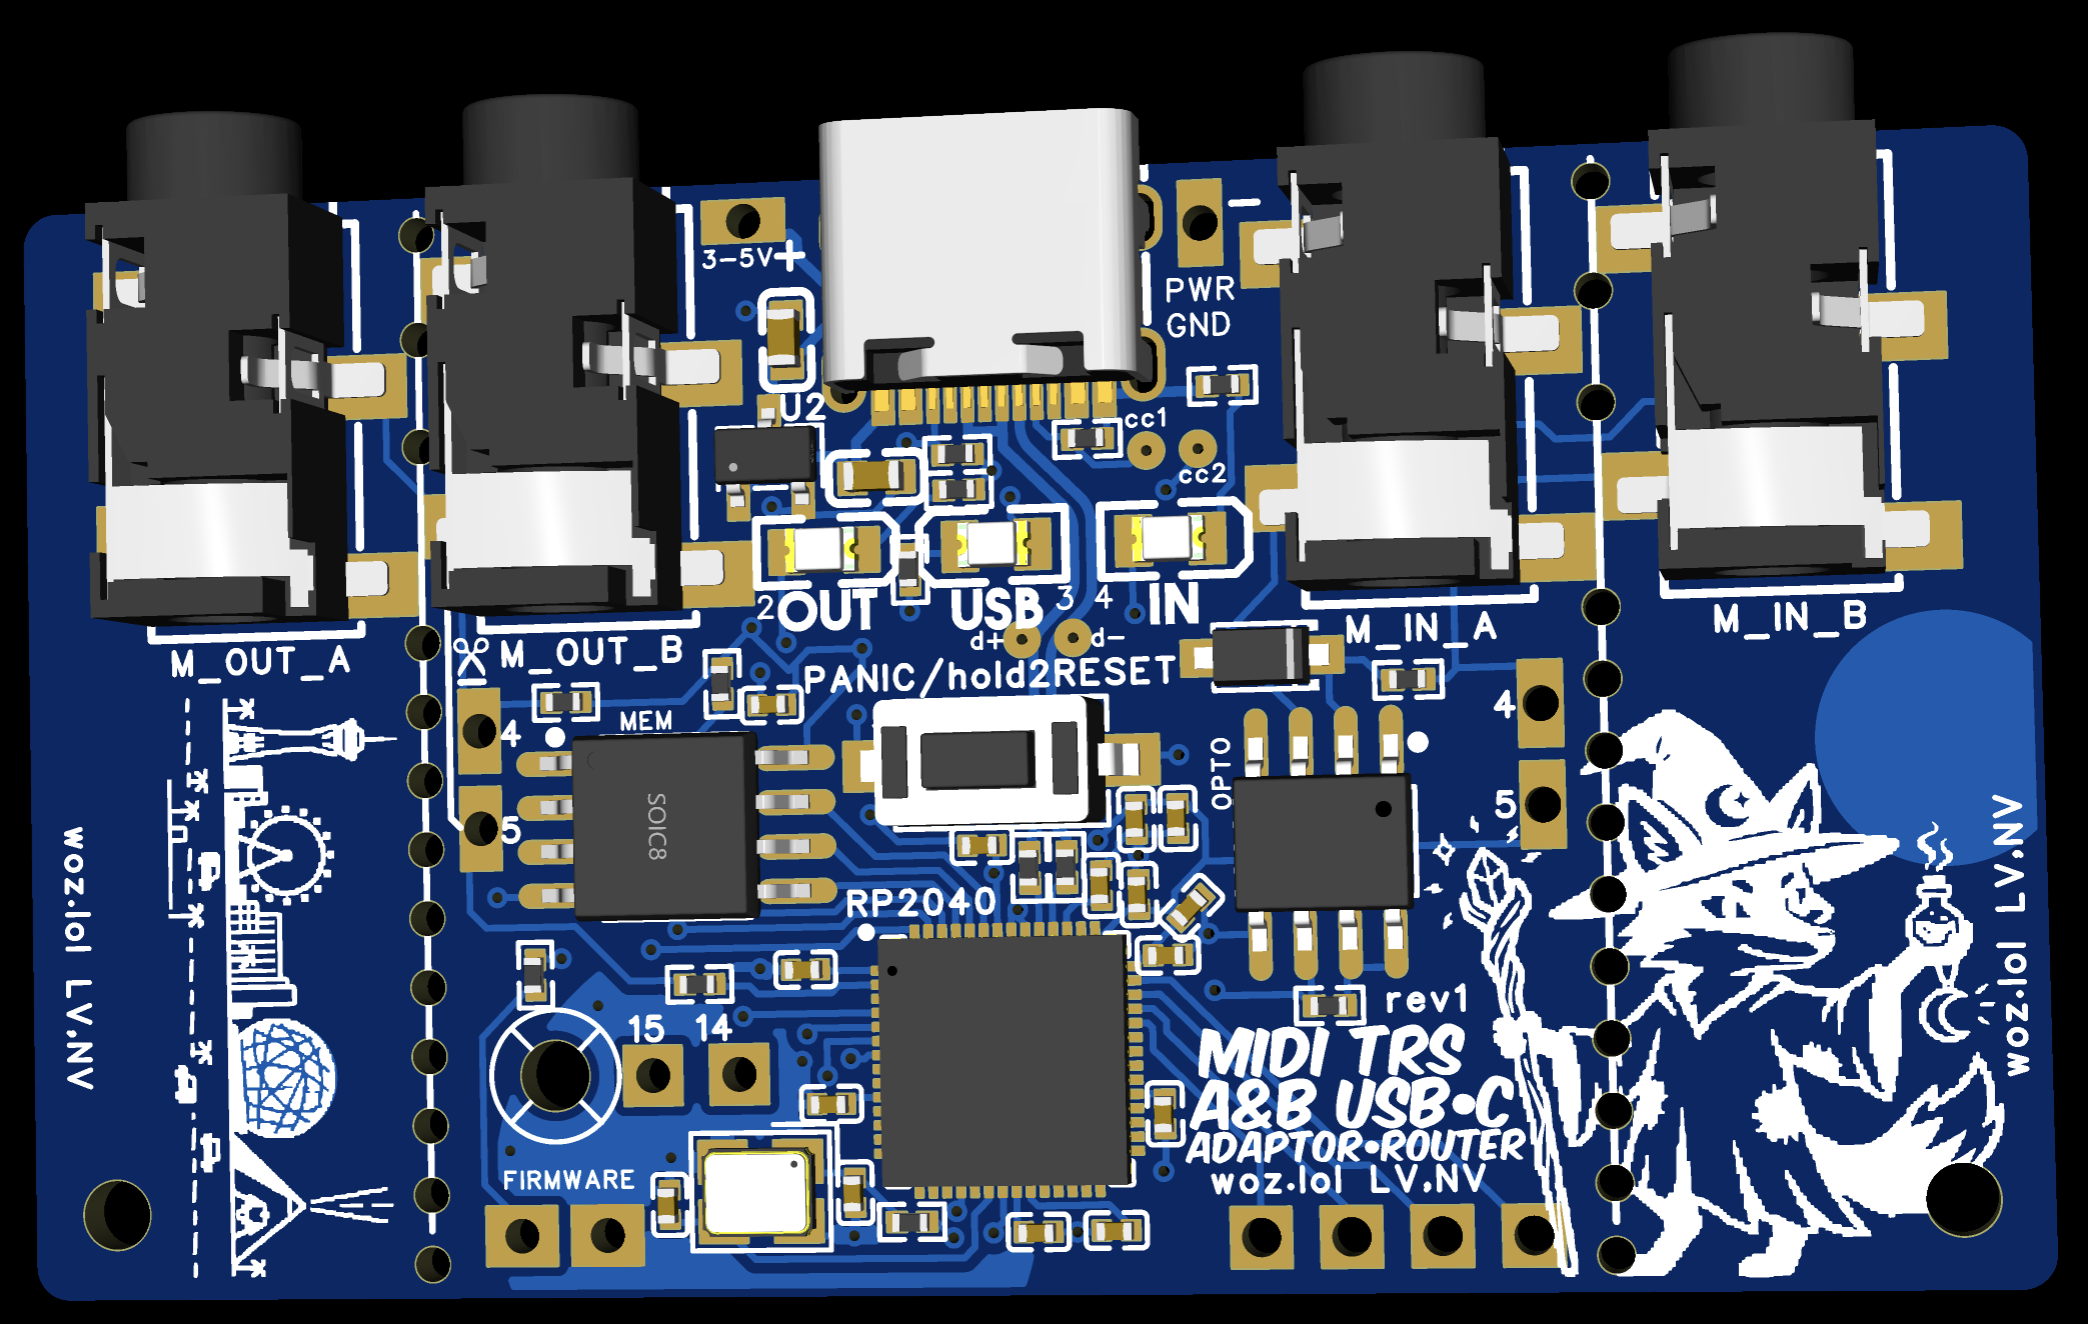 3-5V+
-
PWR
GND
U2
cc1
cc2
2 OUT
USB 3
4 IN
d+ d-
M_OUT_A
M_OUT_B
M_IN_A
M_IN_B
PANIC/hold2RESET
4
5
MEM
SOIC8
OPTO
4
5
RP2040
woz.lol LV.NV
woz.lol LV.NV
15 14
rev1
MIDI TRS
A&B USB•C
ADAPTOR•ROUTER
woz.lol LV.NV
FIRMWARE